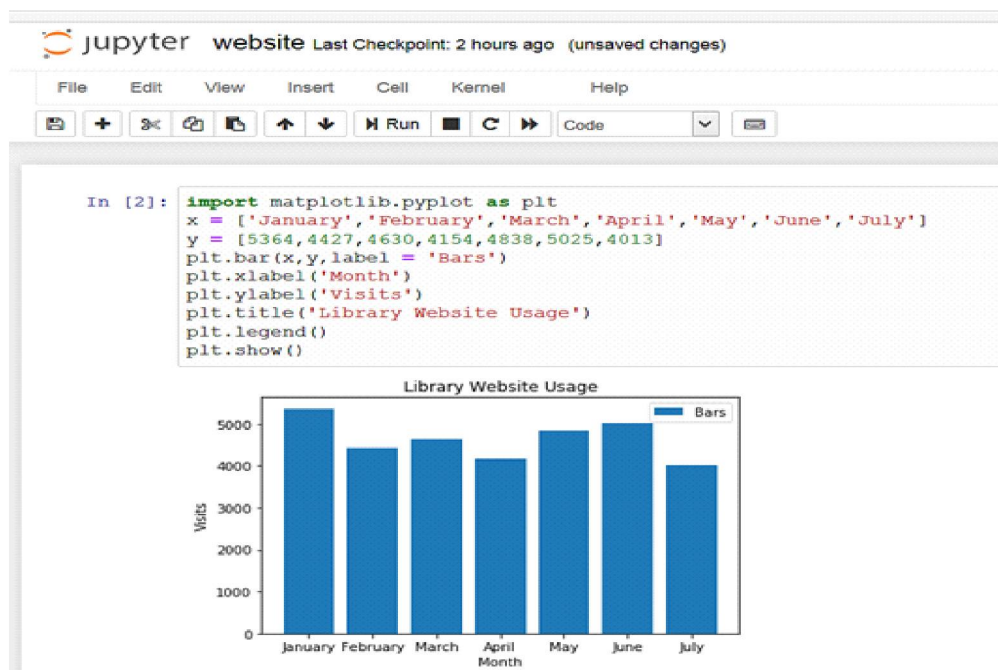 jupyter website Last Checkpoint: 2 hours ago (unsaved changes)
File Edit View Insert Cell Kernel Help
Run Code
In [2]: import matplotlib.pyplot as plt
x = ['January','February','March','April','May','June','July']
y = [5364,4427,4630,4154,4838,5025,4013]
plt.bar(x,y,label = 'Bars')
plt.xlabel('Month')
plt.ylabel('Visits')
plt.title('Library Website Usage')
plt.legend()
plt.show()
Library Website Usage
Bars
5000
4000
3000
2000
1000
0
Visits
January February March April May June July
Month